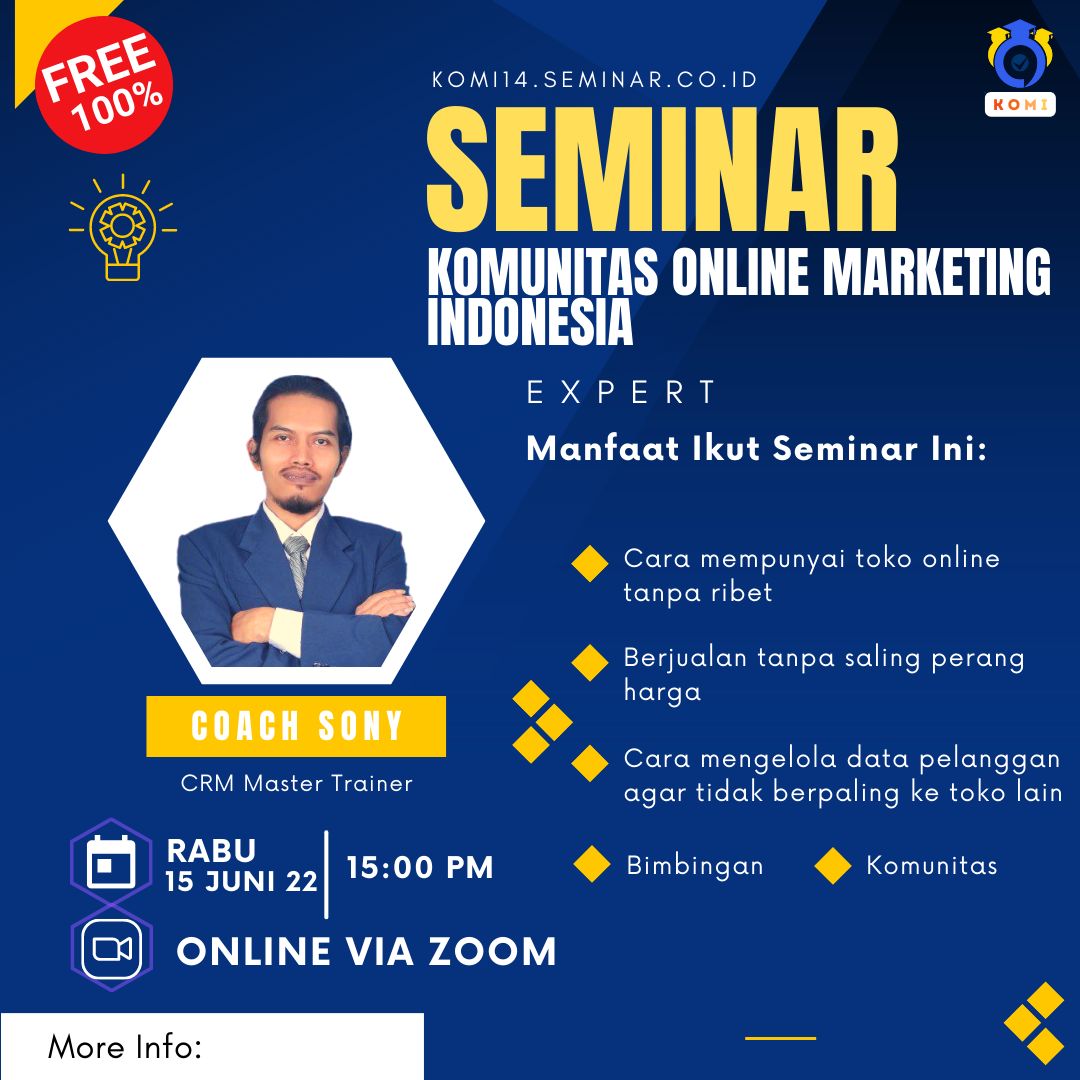 FREE
100%
KOMI14.SEMINAR.CO.ID
KOMI
SEMINAR
KOMUNITAS ONLINE MARKETING
INDONESIA
EXPERT
Manfaat Ikut Seminar Ini:
Cara mempunyai toko online
tanpa ribet
Berjualan tanpa saling perang
harga
Cara mengelola data pelanggan
agar tidak berpaling ke toko lain
Bimbingan
Komunitas
COACH SONY
CRM Master Trainer
RABU
15 JUNI 22
15:00 PM
ONLINE VIA ZOOM
More Info: